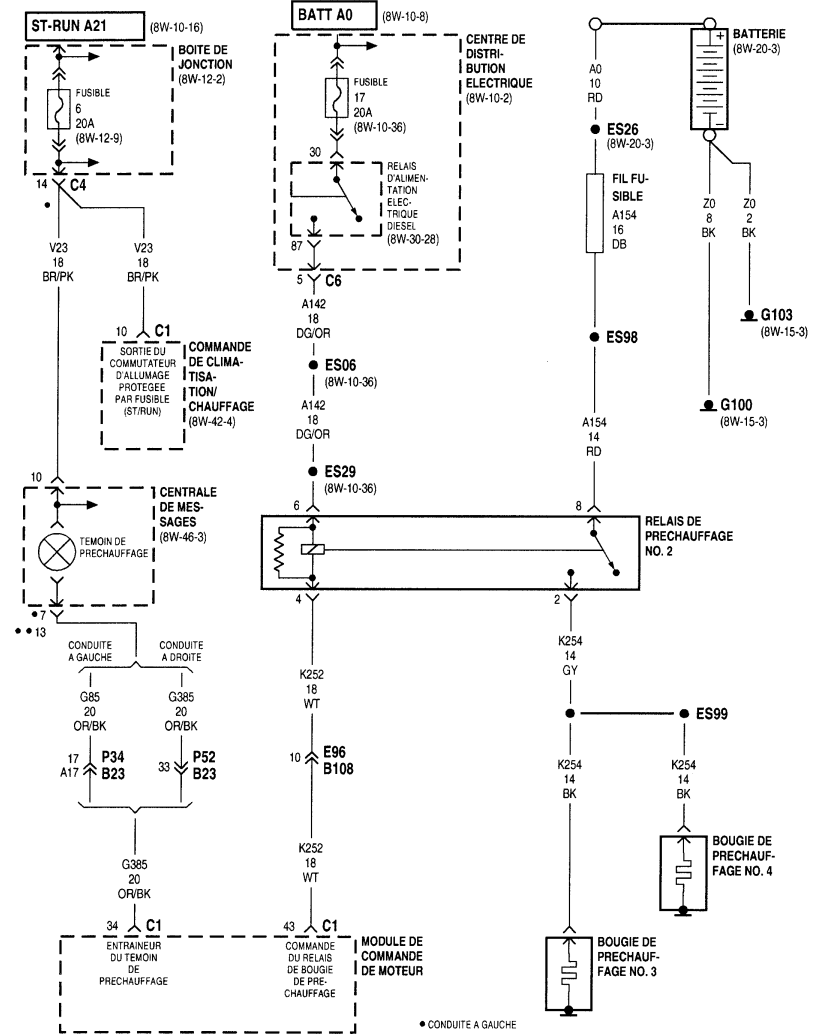 ST-RUN A21
(8W-10-16)
BOITE DE
JONCTION
(8W-12-2)
FUSIBLE
6
20A
(8W-12-9)
14
C4
V23
18
BR/PK
V23
18
BR/PK
10
C1
SORTIE DU
COMMUTATEUR
D'ALLUMAGE
PROTEGEE
PAR FUSIBLE
(ST/RUN)
COMMANDE
DE CLIMA-
TISA-
TION/
CHAUFFAGE
(8W-42-4)
10
CENTRALE
DE MES-
SAGES
(8W-46-3)
TEMOIN DE
PRECHAUFFAGE
7
13
CONDUITE
A GAUCHE
CONDUITE
A DROITE
G85
20
OR/BK
G385
20
OR/BK
17
A17
P34
B23
33
P52
B23
G385
20
OR/BK
34
C1
ENTRAINEUR
DU TEMOIN
DE
PRECHAUFFAGE
BATT A0
(8W-10-8)
CENTRE DE
DISTRI-
BUTION
ELECTRIQUE
(8W-10-2)
FUSIBLE
17
20A
(8W-10-36)
30
RELAIS
D'ALIMEN-
TATION
ELEC-
TRIQUE
DIESEL
(8W-30-28)
87
5
C6
A142
18
DG/OR
ES06
(8W-10-36)
A142
18
DG/OR
ES29
(8W-10-36)
6
8
RELAIS DE
PRECHAUFFAGE
NO. 2
4
2
K252
18
WT
10
E96
B108
K252
18
WT
43
C1
COMMANDE
DU RELAIS
DE BOUGIE
DE PRE-
CHAUFFAGE
MODULE DE
COMMANDE
DE MOTEUR
A0
10
RD
ES26
(8W-20-3)
FIL FU-
SIBLE
A154
16
DB
ES98
A154
14
RD
+
−
BATTERIE
(8W-20-3)
Z0
8
BK
Z0
2
BK
G103
(8W-15-3)
G100
(8W-15-3)
K254
14
GY
ES99
K254
14
BK
K254
14
BK
BOUGIE DE
PRECHAUF-
FAGE NO. 4
BOUGIE DE
PRECHAUF-
FAGE NO. 3
CONDUITE A GAUCHE